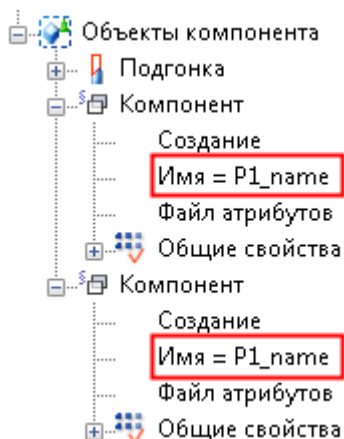 Объекты компонента
Подгонка
Компонент
Создание
Имя = P1_name
Файл атрибутов
Общие свойства
Компонент
Создание
Имя = P1_name
Файл атрибутов
Общие свойства